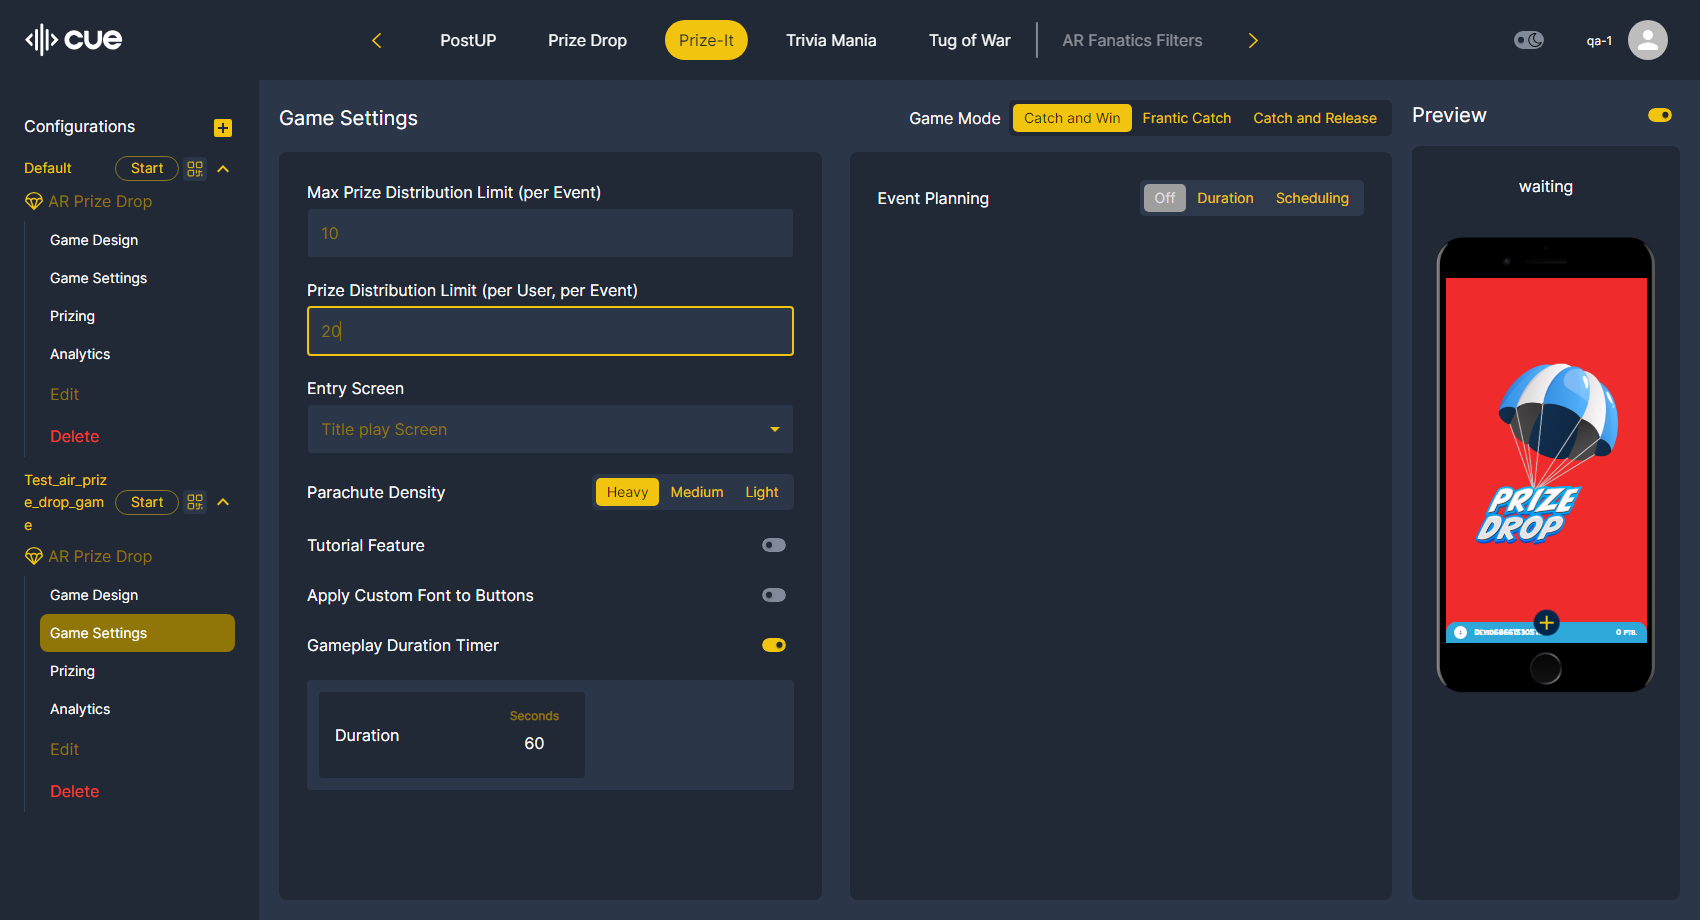 cue
PostUP
Prize Drop
Prize-It
Trivia Mania
Tug of War
AR Fanatics Filters
qa-1
Configurations
Default
Start
AR Prize Drop
Game Design
Game Settings
Prizing
Analytics
Edit
Delete
Test_air_priz
e_drop_gam
e
Start
AR Prize Drop
Game Design
Game Settings
Prizing
Analytics
Edit
Delete
Game Settings
Game Mode
Catch and Win
Frantic Catch
Catch and Release
Max Prize Distribution Limit (per Event)
10
Prize Distribution Limit (per User, per Event)
20
Entry Screen
Title play Screen
Parachute Density
Heavy
Medium
Light
Tutorial Feature
Apply Custom Font to Buttons
Gameplay Duration Timer
Duration
Seconds
60
Event Planning
Off
Duration
Scheduling
Preview
waiting
PRIZE
DROP
0 PTS.